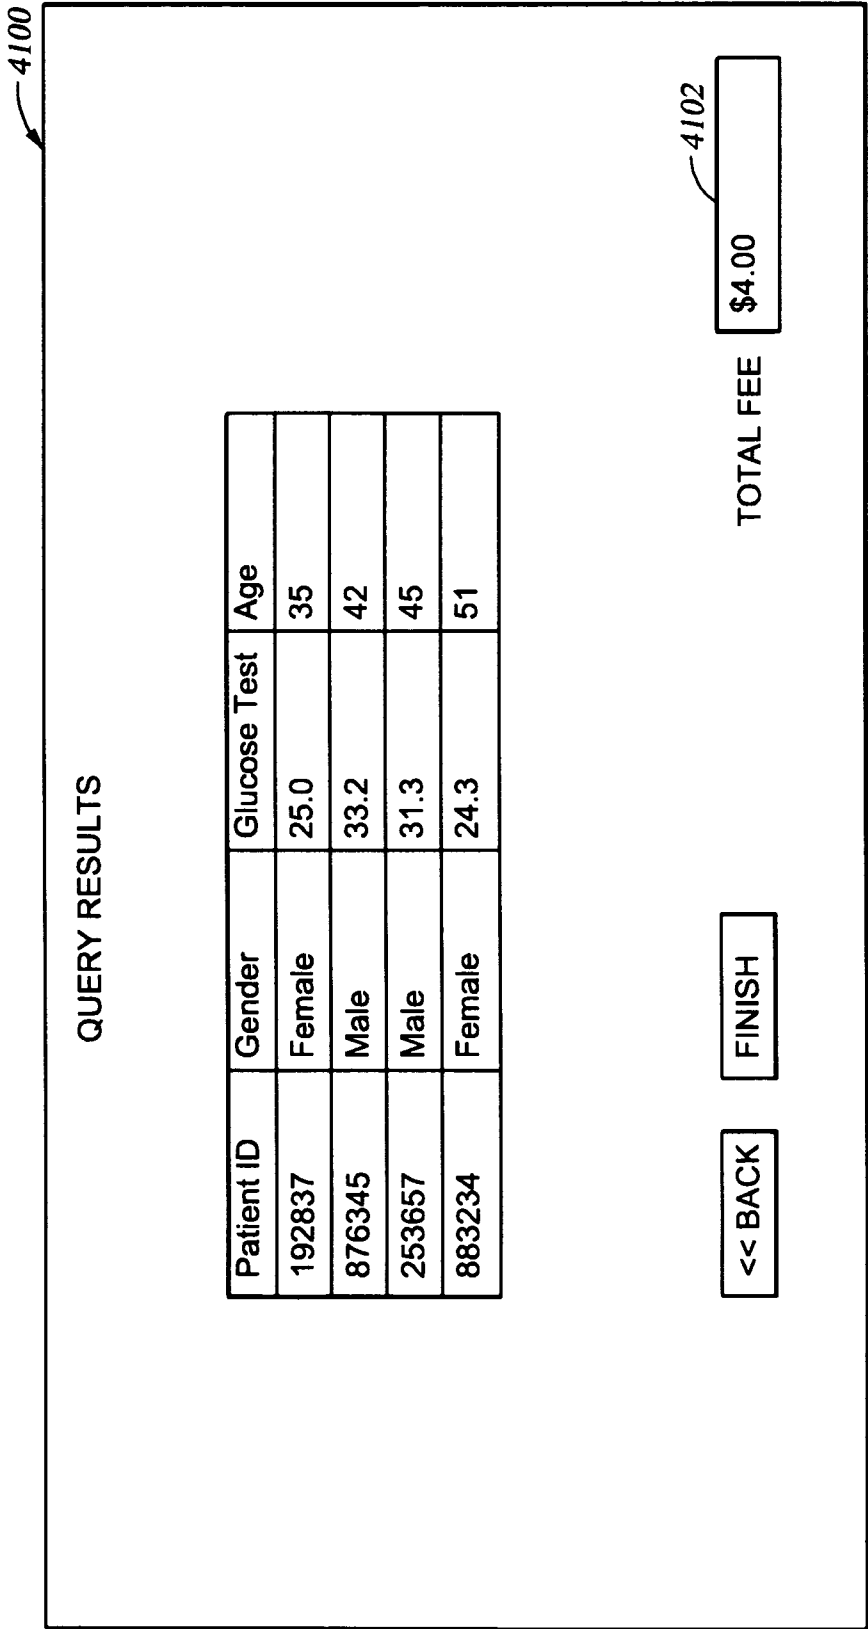 4100
QUERY RESULTS
Patient ID Gender Glucose Test Age
192837 Female 25.0 35
876345 Male 33.2 42
253657 Male 31.3 45
883234 Female 24.3 51
4102
<< BACK FINISH TOTAL FEE $4.00